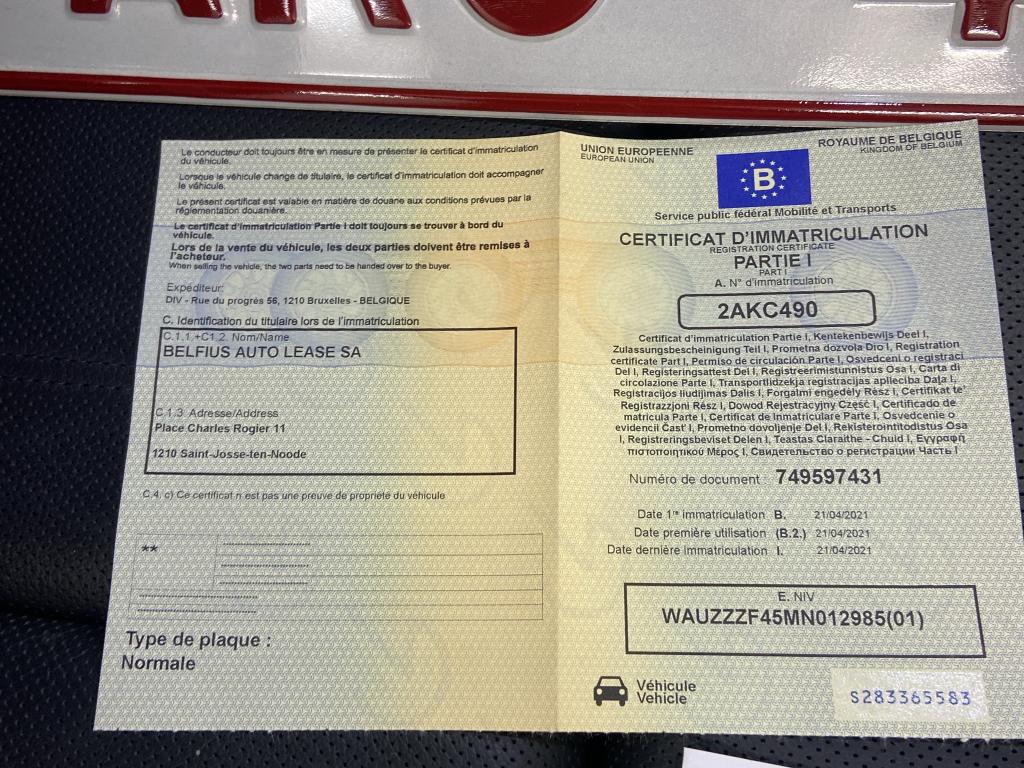 Le conducteur doit toujours être en mesure de présenter le certificat d'immatriculation
du véhicule.
Lorsque le véhicule change de titulaire, le certificat d'immatriculation doit accompagner
le véhicule.
Le présent certificat est valable en matière de douane aux conditions prévues par la
réglementation douanière.
Le certificat d'immatriculation Partie I doit toujours se trouver à bord du
véhicule.
Lors de la vente du véhicule, les deux parties doivent être remises à
l'acheteur.
When selling the vehicle, the two parts need to be handed over to the buyer.
Expéditeur:
DIV - Rue du progrès 56, 1210 Bruxelles - BELGIQUE
C. Identification du titulaire lors de l'immatriculation
C.1.1.+C1.2. Nom/Name
BELFIUS AUTO LEASE SA
C.1.3. Adresse/Address
Place Charles Rogier 11
1210 Saint-Josse-ten-Noode
C.4. c) Ce certificat n'est pas une preuve de propriété du véhicule
**
Type de plaque :
Normale
UNION EUROPEENNE
EUROPEAN UNION
ROYAUME DE BELGIQUE
KINGDOM OF BELGIUM
B
Service public fédéral Mobilité et Transports
CERTIFICAT D'IMMATRICULATION
REGISTRATION CERTIFICATE
PARTIE I
PART I
A. N° d'immatriculation
2AKC490
Certificat d'immatriculation Partie I, Kentekenbewijs Deel I,
Zulassungsbescheinigung Teil I, Prometna dozvola Dio I, Registration
certificate Part I, Permiso de circulación Parte I, Osvedceni o registraci
Del I, Registeringsattest Del I, Registreerimistunnistus Osa I, Carta di
circolazione Parte I, Transportlidzekja registracijas aplieciba Daļa I,
Registracijos liudijimas Dalis I, Forgalmi engedély Rész I, Certifikat te'
Registrazzjoni Rész I, Dowod Rejestracyjny Część I, Certificado de
matricula Parte I, Certificat de Inmatriculare Parte I, Osvedcenie o
evidencii Čast' I, Prometno dovoljenje Del I, Rekisterointitodistus Osa
I, Registreringsbeviset Delen I, Teastas Claraithe - Chuid I, Εγγραφή
πιστοποιητικού Μέρος I, Свидетельство о регистрации Часть I
Numéro de document : 749597431
Date 1re immatriculation B. 21/04/2021
Date première utilisation (B.2.) 21/04/2021
Date dernière immatriculation I. 21/04/2021
E. NIV
WAUZZZF45MN012985(01)
Véhicule
Vehicle
S283365583